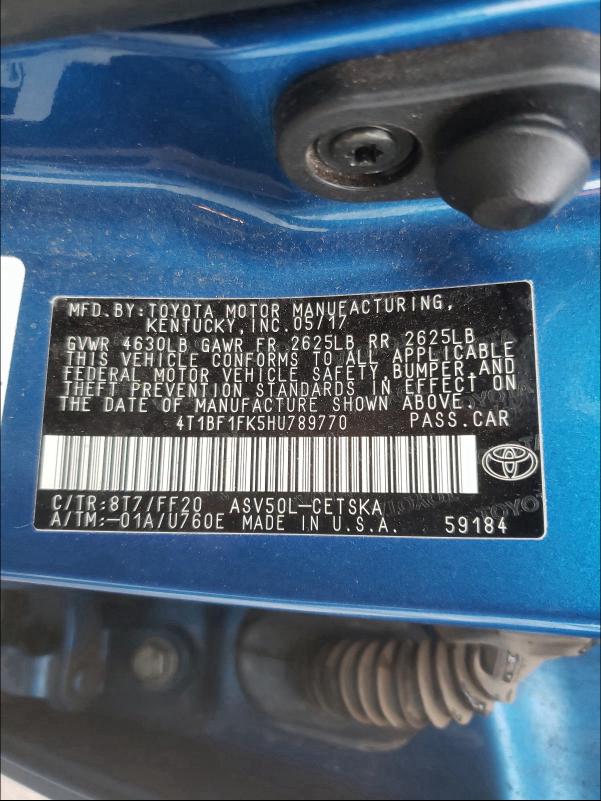 MFD.BY:TOYOTA MOTOR MANUFACTURING,
KENTUCKY, INC.05/17
GVWR 4630LB GAWR FR 2625LB RR 2625LB
THIS VEHICLE CONFORMS TO ALL APPLICABLE
FEDERAL MOTOR VEHICLE SAFETY, BUMPER,AND
THEFT PREVENTION STANDARDS IN EFFECT ON
THE DATE OF MANUFACTURE SHOWN ABOVE.
4T1BF1FK5HU789770 PASS.CAR
C/TR:8T7/FF20 ASV50L-CETSKA
A/TM:-01A/U760E MADE IN U.S.A. 59184